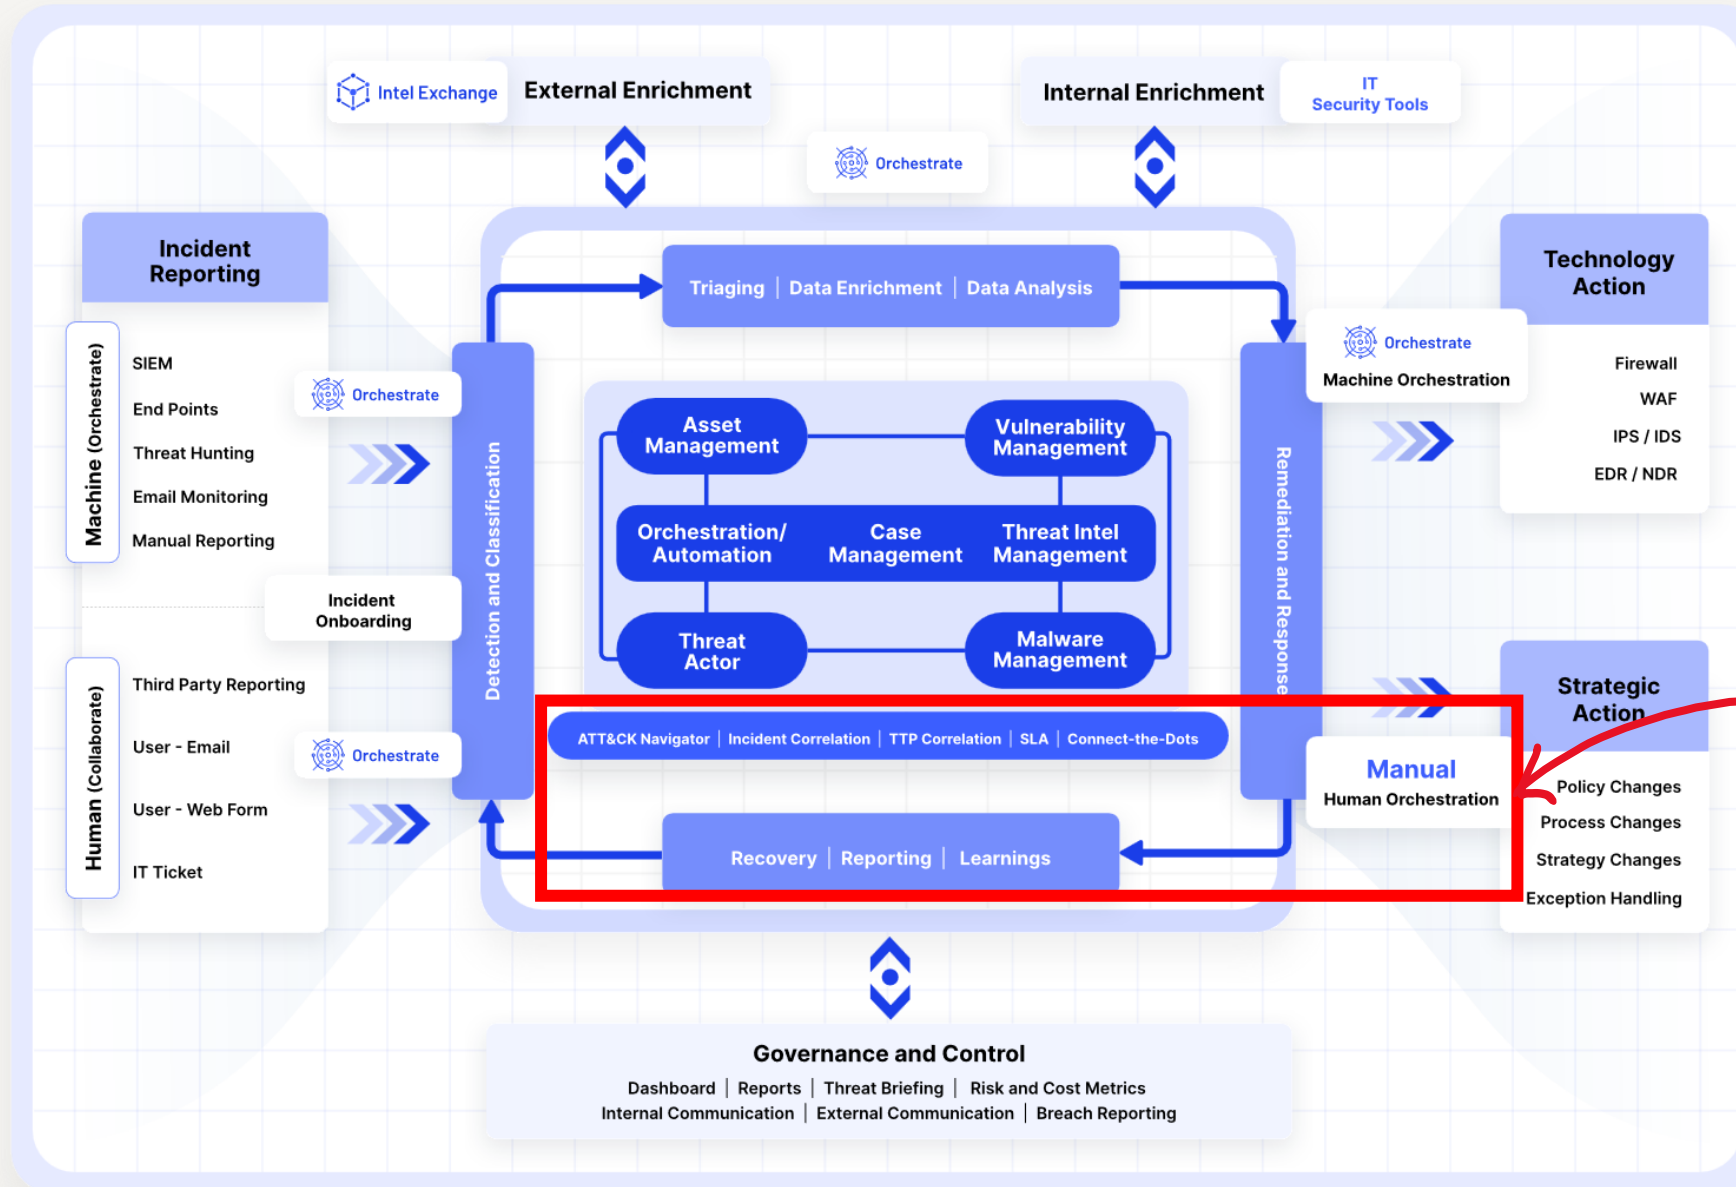 Intel Exchange
External Enrichment
Internal Enrichment
IT
Security Tools
Orchestrate
Incident
Reporting
Machine (Orchestrate)
SIEM
End Points
Threat Hunting
Email Monitoring
Manual Reporting
Orchestrate
Incident
Onboarding
Human (Collaborate)
Third Party Reporting
User - Email
User - Web Form
IT Ticket
Orchestrate
Detection and Classification
Triaging | Data Enrichment | Data Analysis
Asset
Management
Vulnerability
Management
Orchestration/
Automation
Case
Management
Threat Intel
Management
Threat
Actor
Malware
Management
ATT&CK Navigator | Incident Correlation | TTP Correlation | SLA | Connect-the-Dots
Recovery | Reporting | Learnings
Remediation and Response
Orchestrate
Machine Orchestration
Technology
Action
Firewall
WAF
IPS / IDS
EDR / NDR
Manual
Human Orchestration
Strategic
Action
Policy Changes
Process Changes
Strategy Changes
Exception Handling
Governance and Control
Dashboard | Reports | Threat Briefing | Risk and Cost Metrics
Internal Communication | External Communication | Breach Reporting